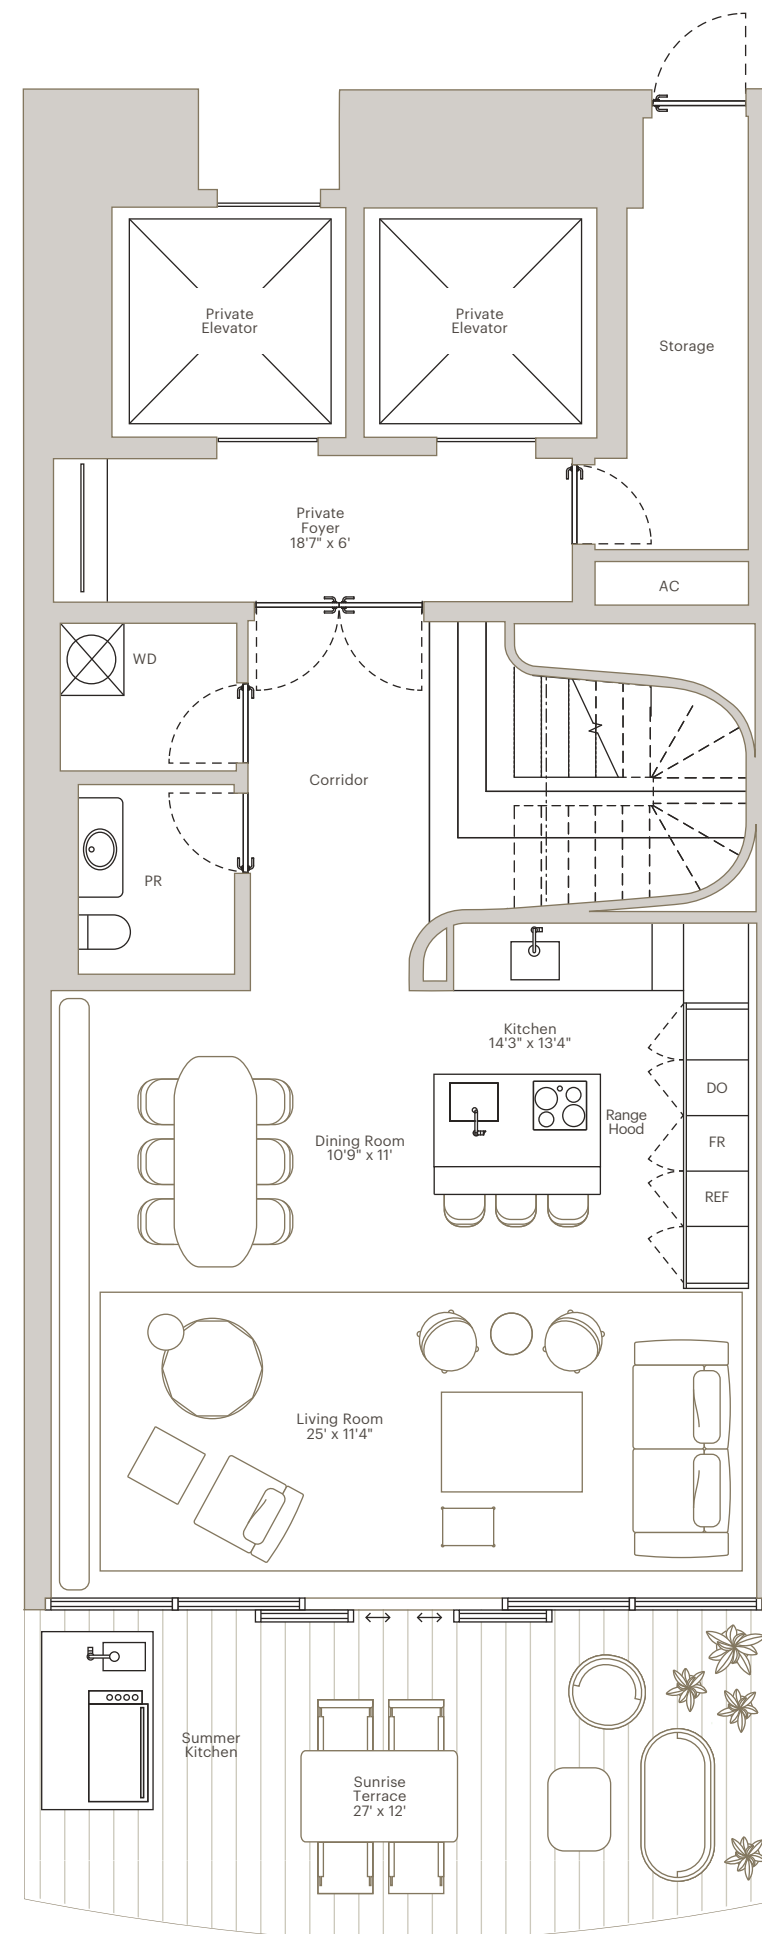 Private
Elevator
Private
Elevator
Storage
Private
Foyer
18'7" x 6'
AC
WD
Corridor
PR
Kitchen
14'3" x 13'4"
DO
Range
Hood
Dining Room
10'9" x 11'
FR
REF
Living Room
25' x 11'4"
Summer
Kitchen
Sunrise
Terrace
27' x 12'